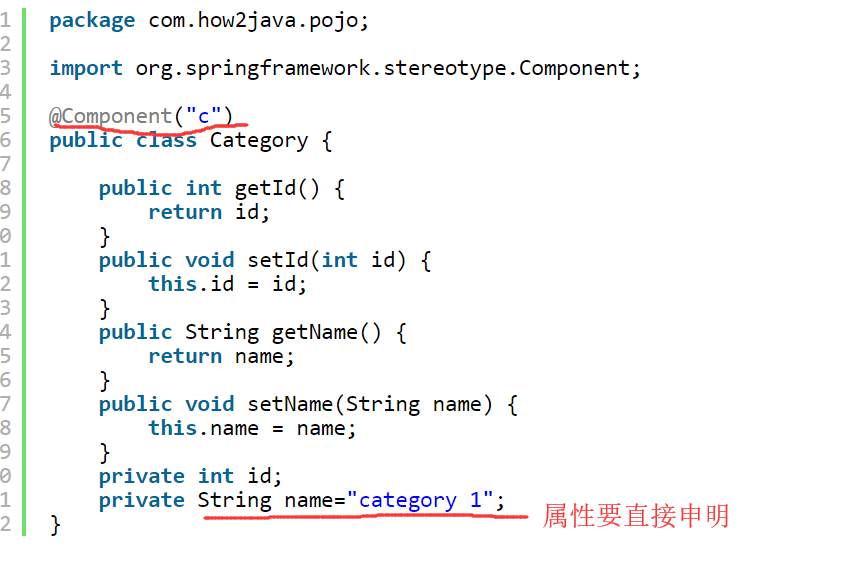 1 package com.how2java.pojo;
2
3 import org.springframework.stereotype.Component;
4
5 @Component("c")
6 public class Category {
7
8     public int getId() {
9         return id;
0     }
1     public void setId(int id) {
2         this.id = id;
3     }
4     public String getName() {
5         return name;
6     }
7     public void setName(String name) {
8         this.name = name;
9     }
0     private int id;
1     private String name="category 1"; 属性要直接申明
2 }